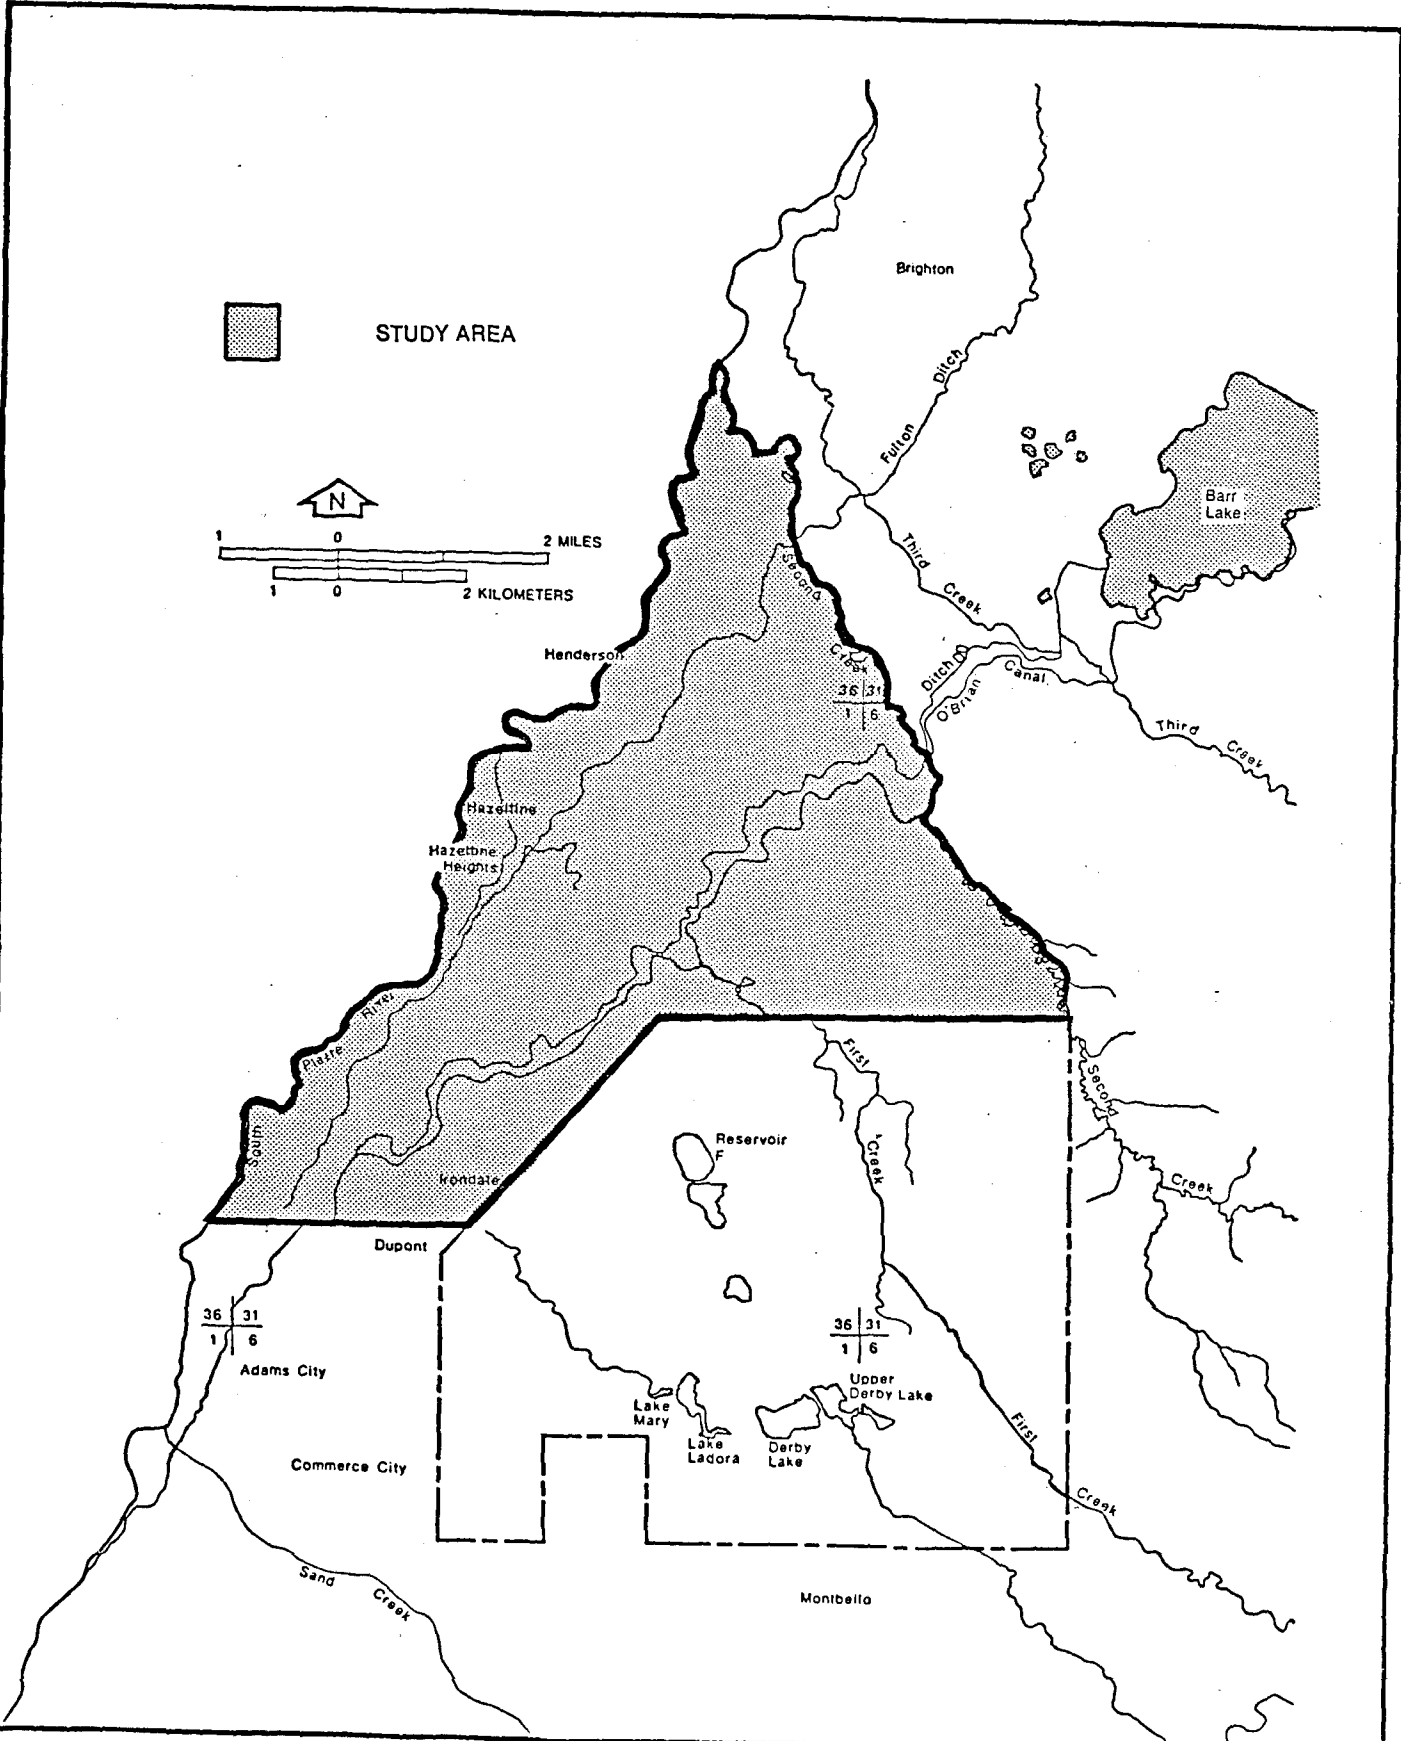 Brighton
STUDY AREA
Ditch
Fulton
Barr
Lake
N
1 0 2 MILES
1 0 2 KILOMETERS
Third
Creek
Second
Creek
Henderson
Ditch
O'Brian
Canal
36 31
1 6
Third
Creek
Hazeltine
Hazeltine
Heights
River
Platte
South
First
Creek
Second
Creek
Reservoir
F
Irondale
Dupont
36 31
1 6
Adams City
36 31
1 6
Upper
Derby Lake
Lake
Mary
Lake
Ladora
Derby
Lake
First
Creek
Commerce City
Sand
Creek
Montbello